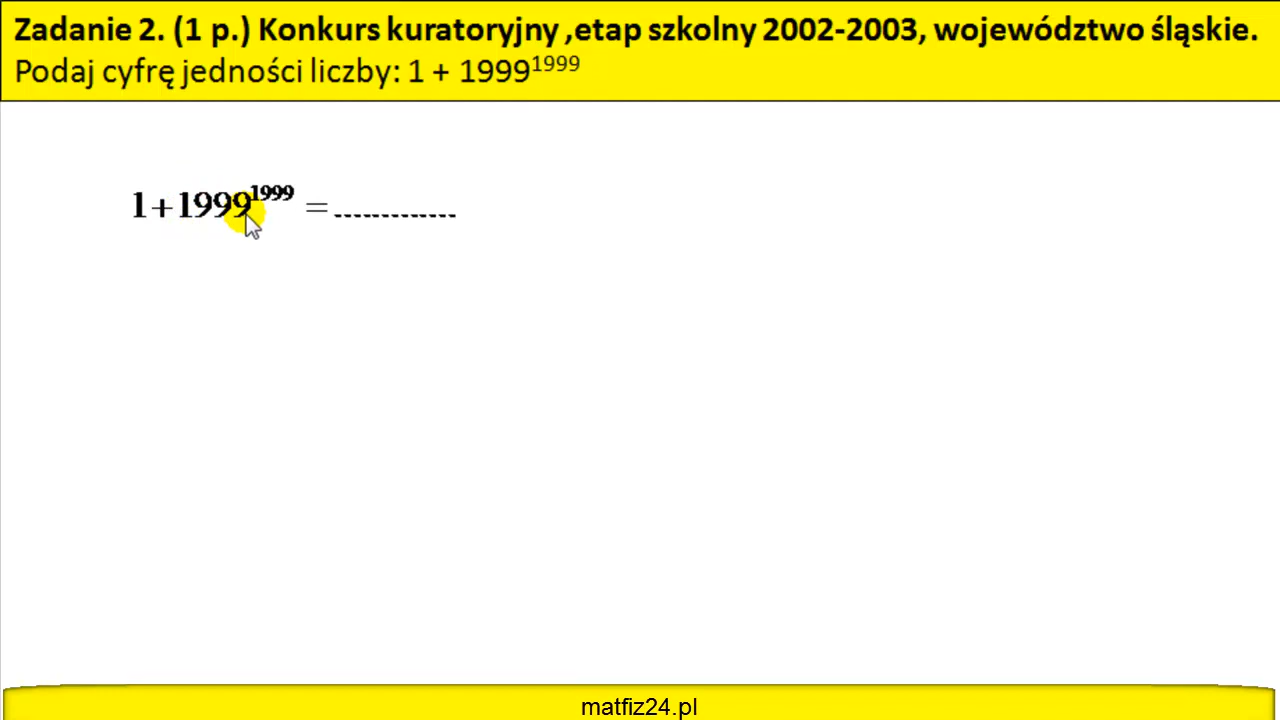 Zadanie 2. (1 p.) Konkurs kuratoryjny ,etap szkolny 2002-2003, województwo śląskie.
Podaj cyfrę jedności liczby: 1 + 1999¹⁹⁹⁹
1+1999¹⁹⁹⁹ = .............
matfiz24.pl